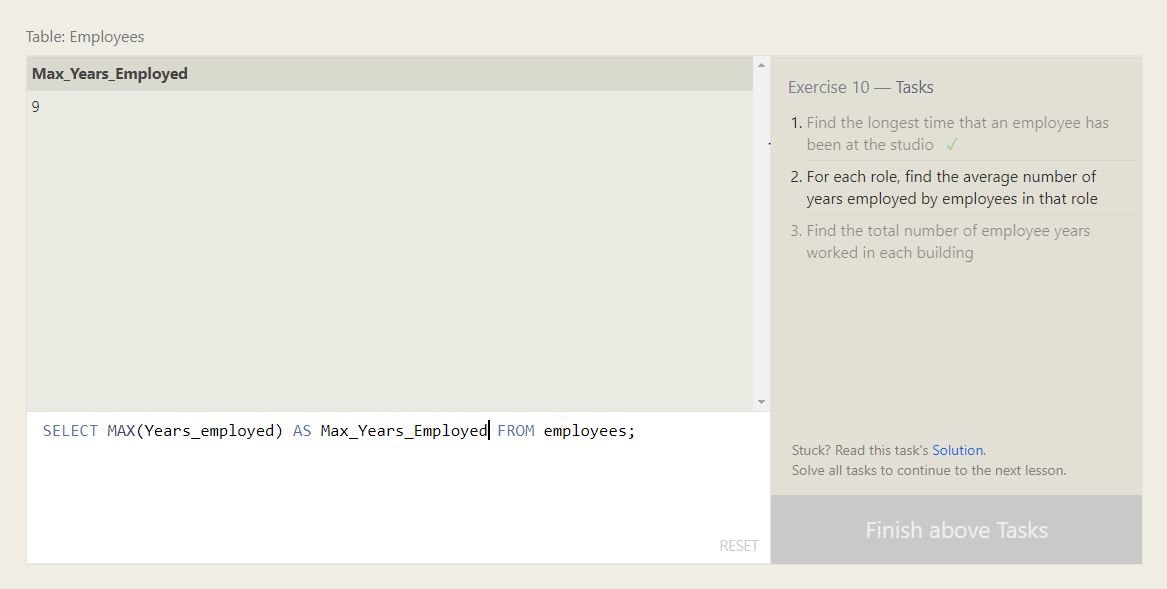 Table: Employees
Max_Years_Employed
9
SELECT MAX(Years_employed) AS Max_Years_Employed FROM employees;
RESET
Exercise 10 — Tasks
1. Find the longest time that an employee has
been at the studio ✓
2. For each role, find the average number of
years employed by employees in that role
3. Find the total number of employee years
worked in each building
Stuck? Read this task's Solution.
Solve all tasks to continue to the next lesson.
Finish above Tasks